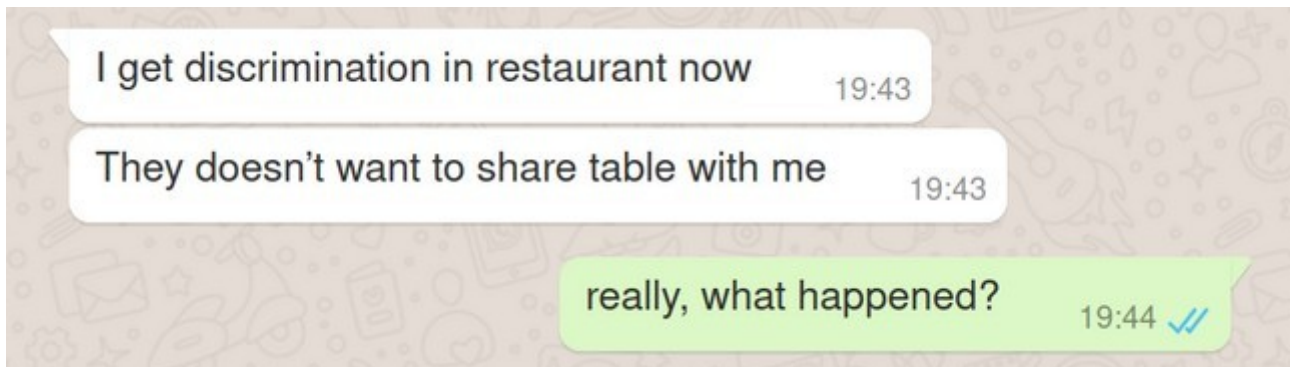 I get discrimination in restaurant now
19:43
They doesn’t want to share table with me
19:43
really, what happened?
19:44